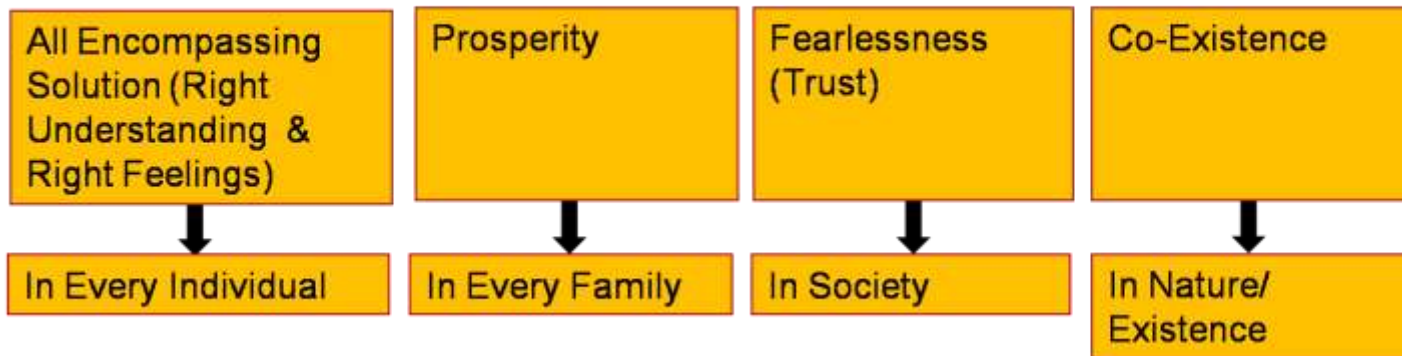 All Encompassing
Solution (Right
Understanding &
Right Feelings)
Prosperity
Fearlessness
(Trust)
Co-Existence
In Every Individual
In Every Family
In Society
In Nature/
Existence